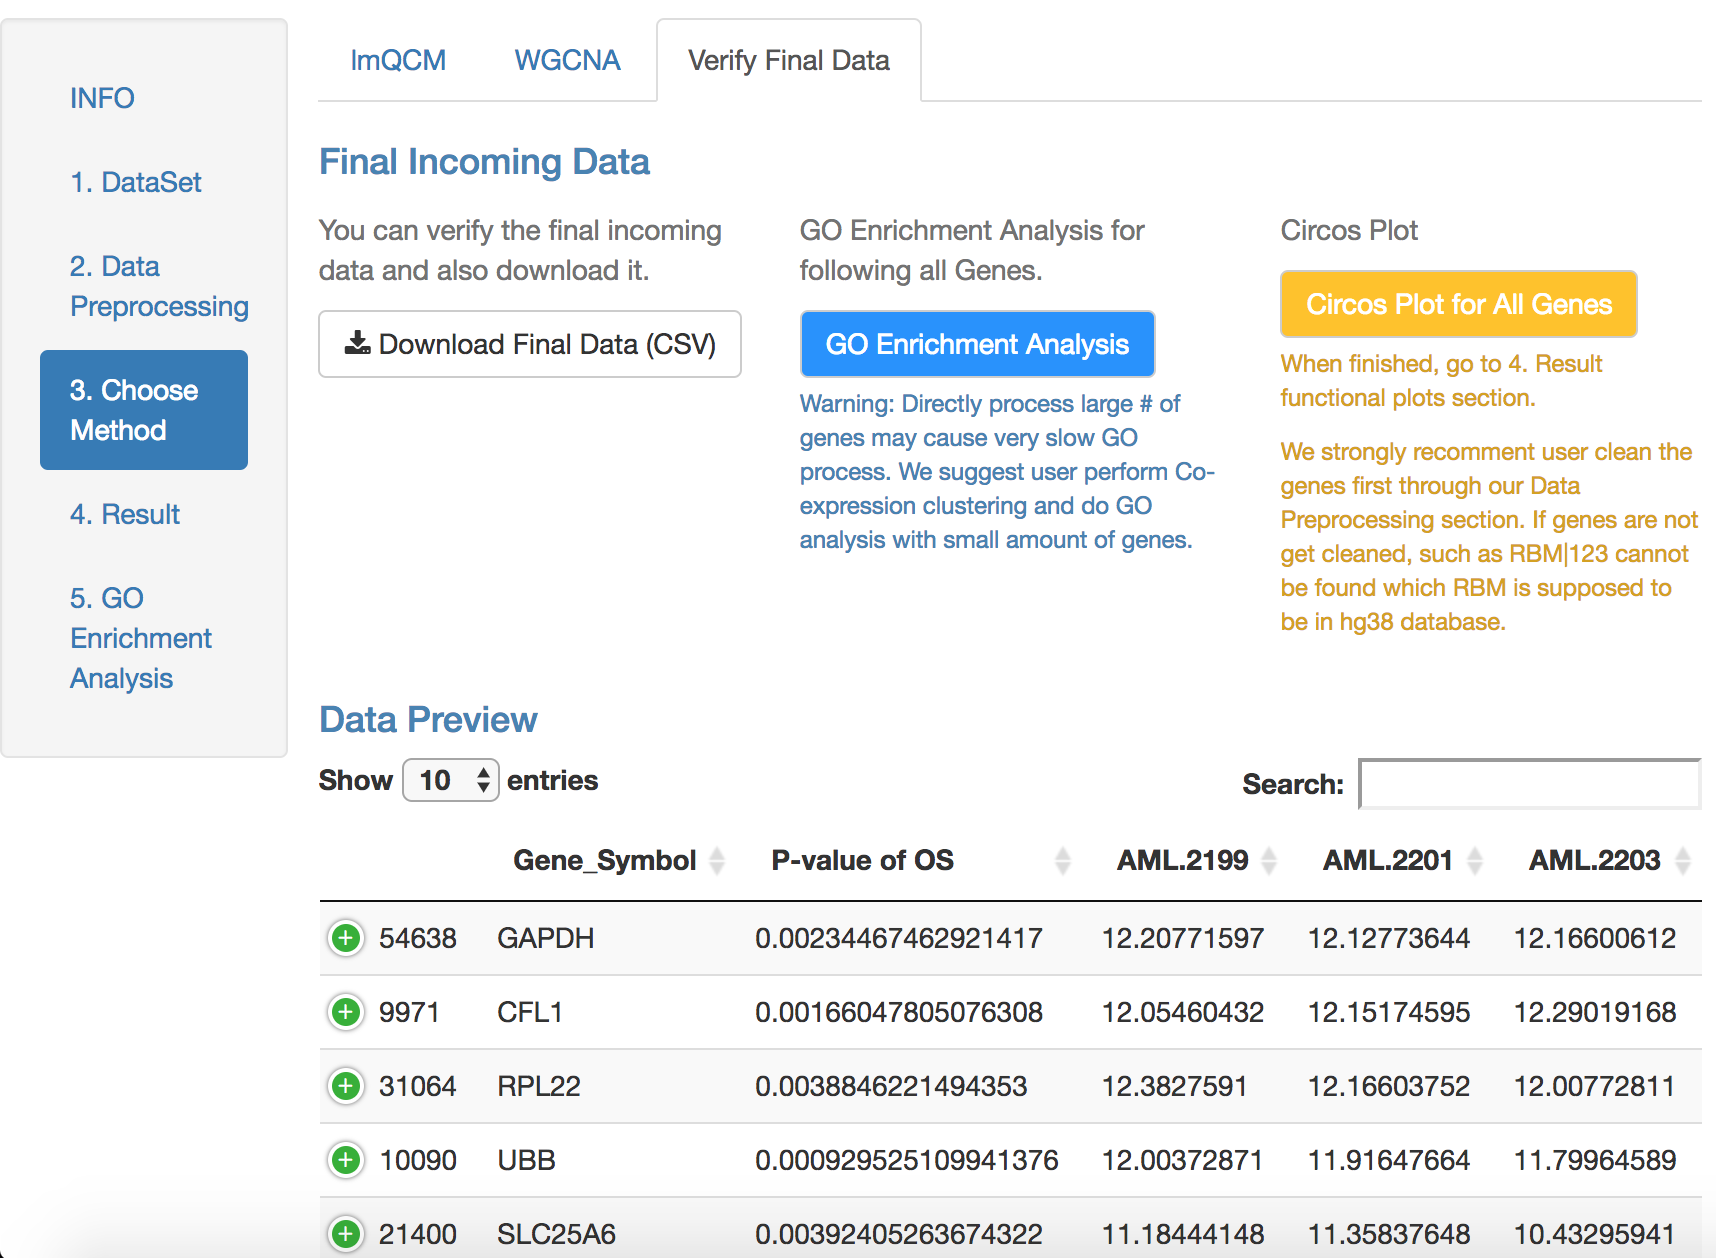 INFO
1. DataSet
2. Data
Preprocessing
3. Choose
Method
4. Result
5. GO
Enrichment
Analysis
lmQCM
WGCNA
Verify Final Data
Final Incoming Data
You can verify the final incoming
data and also download it.
Download Final Data (CSV)
GO Enrichment Analysis for
following all Genes.
GO Enrichment Analysis
Warning: Directly process large # of
genes may cause very slow GO
process. We suggest user perform Co-
expression clustering and do GO
analysis with small amount of genes.
Circos Plot
Circos Plot for All Genes
When finished, go to 4. Result
functional plots section.
We strongly recomment user clean the
genes first through our Data
Preprocessing section. If genes are not
get cleaned, such as RBM|123 cannot
be found which RBM is supposed to
be in hg38 database.
Data Preview
Show 10 entries
Search:
Gene_Symbol P-value of OS AML.2199 AML.2201 AML.2203
54638 GAPDH 0.00234467462921417 12.20771597 12.12773644 12.16600612
9971 CFL1 0.00166047805076308 12.05460432 12.15174595 12.29019168
31064 RPL22 0.0038846221494353 12.3827591 12.16603752 12.00772811
10090 UBB 0.000929525109941376 12.00372871 11.91647664 11.79964589
21400 SLC25A6 0.00392405263674322 11.18444148 11.35837648 10.43295941